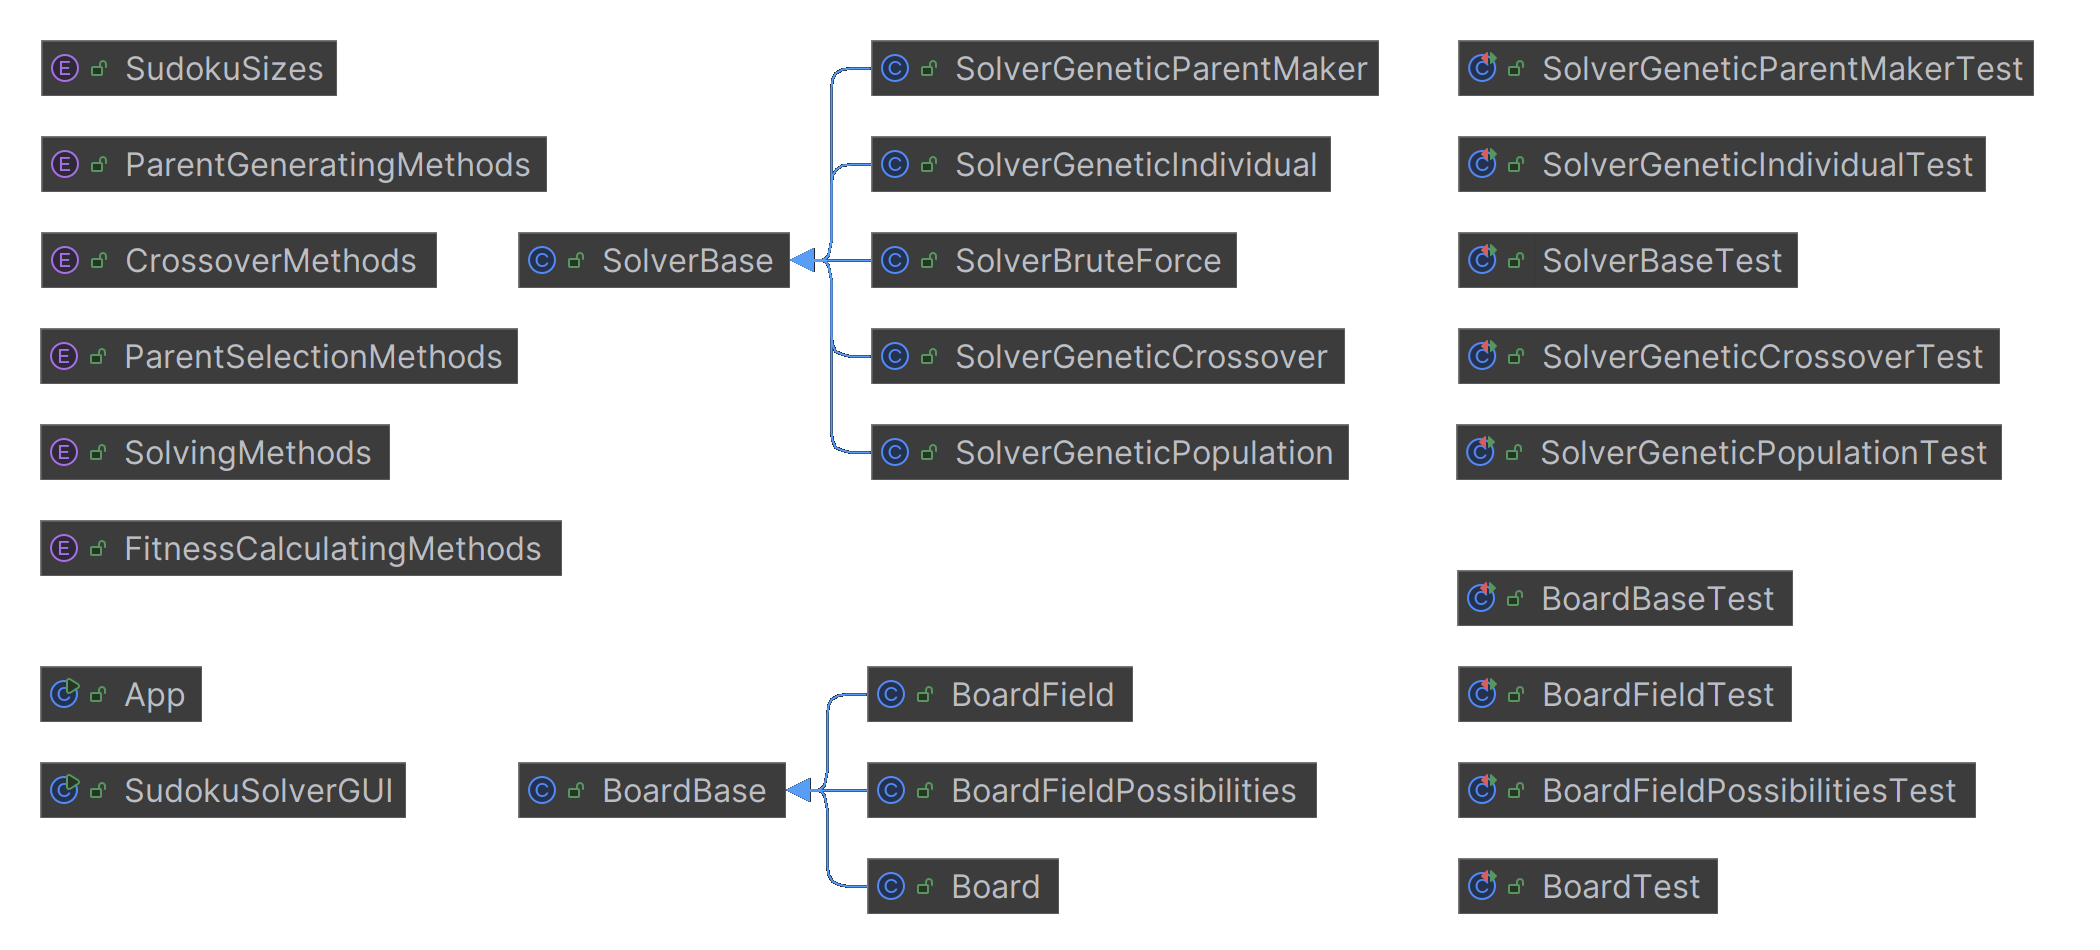 E SudokuSizes
E ParentGeneratingMethods
E CrossoverMethods
E ParentSelectionMethods
E SolvingMethods
E FitnessCalculatingMethods
C App
C SudokuSolverGUI
C SolverBase
C BoardBase
C SolverGeneticParentMaker
C SolverGeneticIndividual
C SolverBruteForce
C SolverGeneticCrossover
C SolverGeneticPopulation
C BoardField
C BoardFieldPossibilities
C Board
C SolverGeneticParentMakerTest
C SolverGeneticIndividualTest
C SolverBaseTest
C SolverGeneticCrossoverTest
C SolverGeneticPopulationTest
C BoardBaseTest
C BoardFieldTest
C BoardFieldPossibilitiesTest
C BoardTest